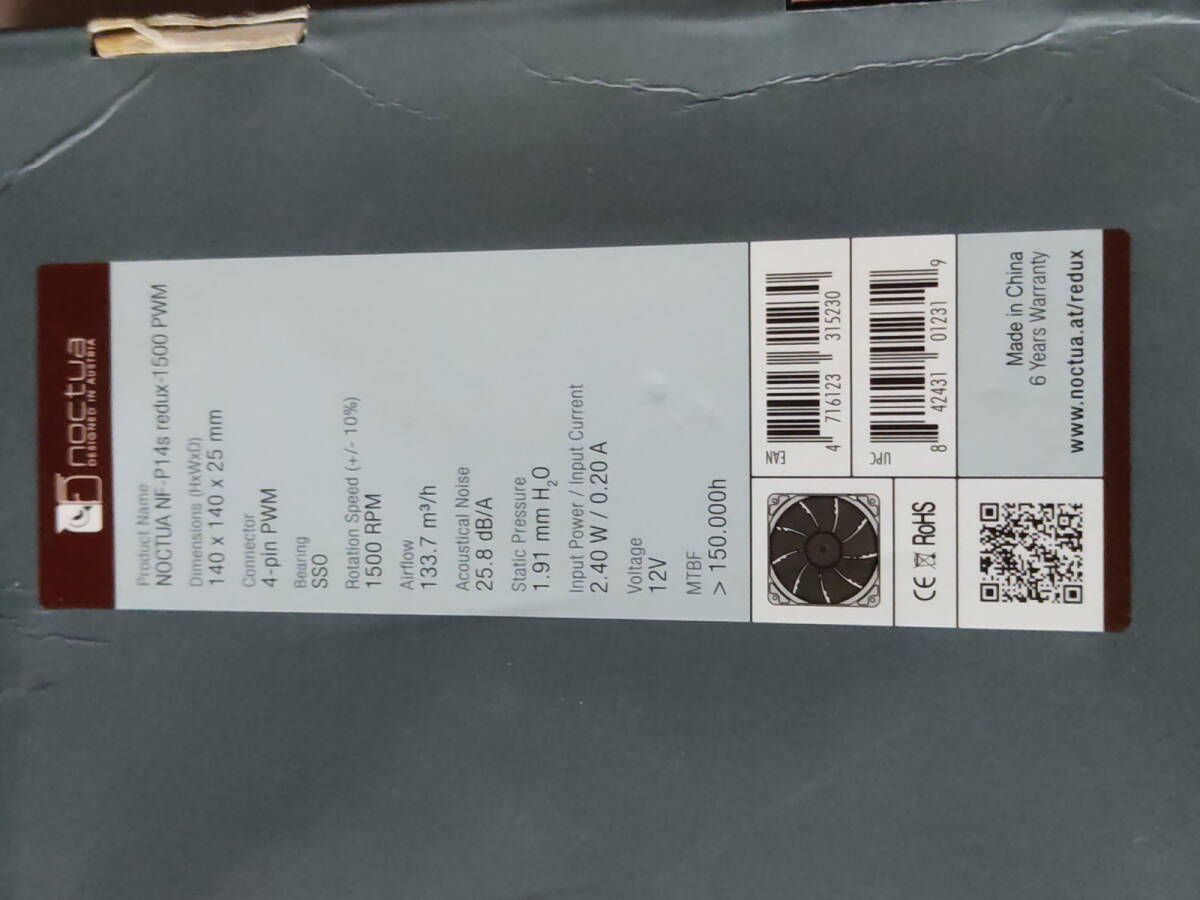 noctua
DESIGNED IN AUSTRIA
Product Name
NOCTUA NF-P14s redux-1500 PWM
Dimensions (HxWxD)
140 x 140 x 25 mm
Connector
4-pin PWM
Bearing
SSO
Rotation Speed (+/- 10%)
1500 RPM
Airflow
133.7 m³/h
Acoustical Noise
25.8 dB/A
Static Pressure
1.91 mm H₂O
Input Power / Input Current
2.40 W / 0.20 A
Voltage
12V
MTBF
> 150.000h
EAN
4 716123 315230
UPC
8 42431 01231 9
CE RoHS
Made in China
6 Years Warranty
www.noctua.at/redux